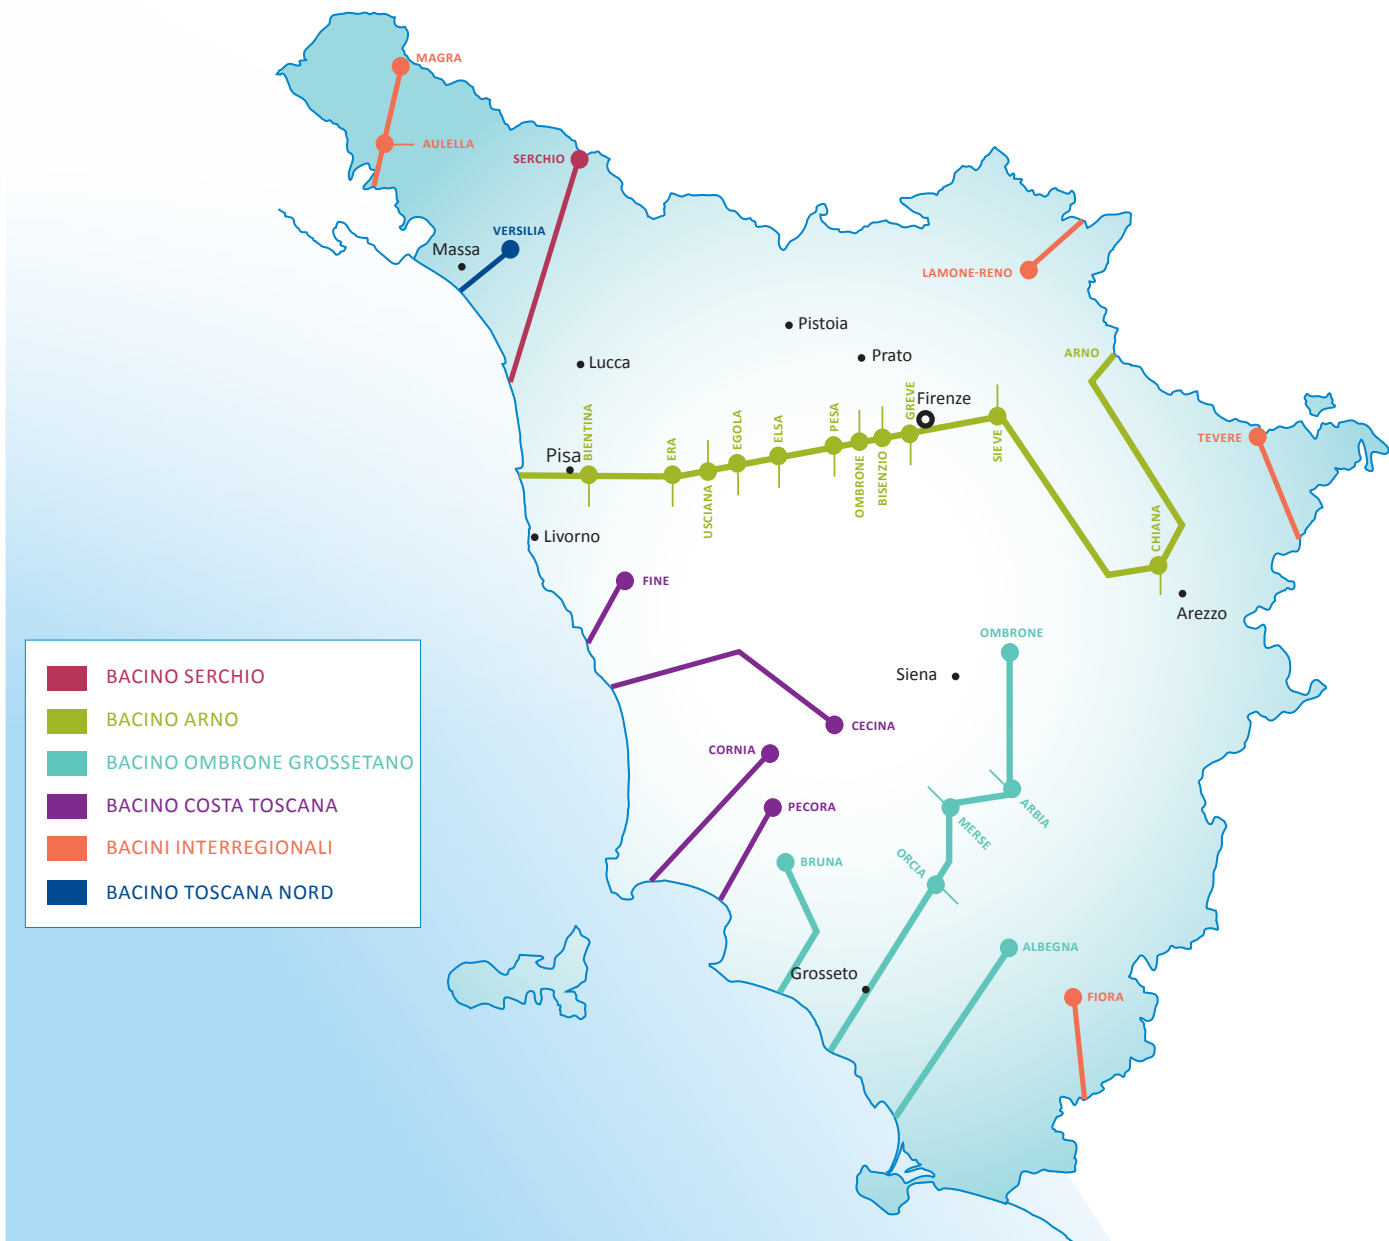 MAGRA
AULELLA
SERCHIO
VERSILIA
Massa
LAMONE-RENO
Pistoia
Prato
Lucca
ARNO
Firenze
GREVE
BIENTINA
Pisa
ERA
USCIANA
EGOLA
ELSA
PESA
OMBRONE
BISENZIO
SIEVE
TEVERE
CHIANA
Livorno
FINE
Arezzo
OMBRONE
Siena
CECINA
CORNIA
PECORA
ARBIA
MERSE
ORCIA
BRUNA
ALBEGNA
Grosseto
FIORA
BACINO SERCHIO
BACINO ARNO
BACINO OMBRONE GROSSETANO
BACINO COSTA TOSCANA
BACINI INTERREGIONALI
BACINO TOSCANA NORD